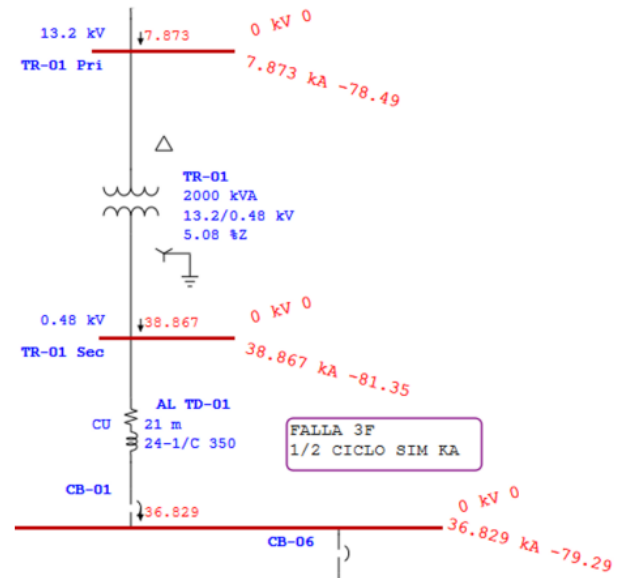 0 kV 0
13.2 kV
7.873
TR-01 Pri
7.873 kA -78.49
TR-01
2000 kVA
13.2/0.48 kV
5.08 %Z
0 kV 0
0.48 kV
38.867
TR-01 Sec
38.867 kA -81.35
AL TD-01
CU
21 m
24-1/C 350
FALLA 3F
1/2 CICLO SIM KA
CB-01
0 kV 0
36.829
36.829 kA -79.29
CB-06